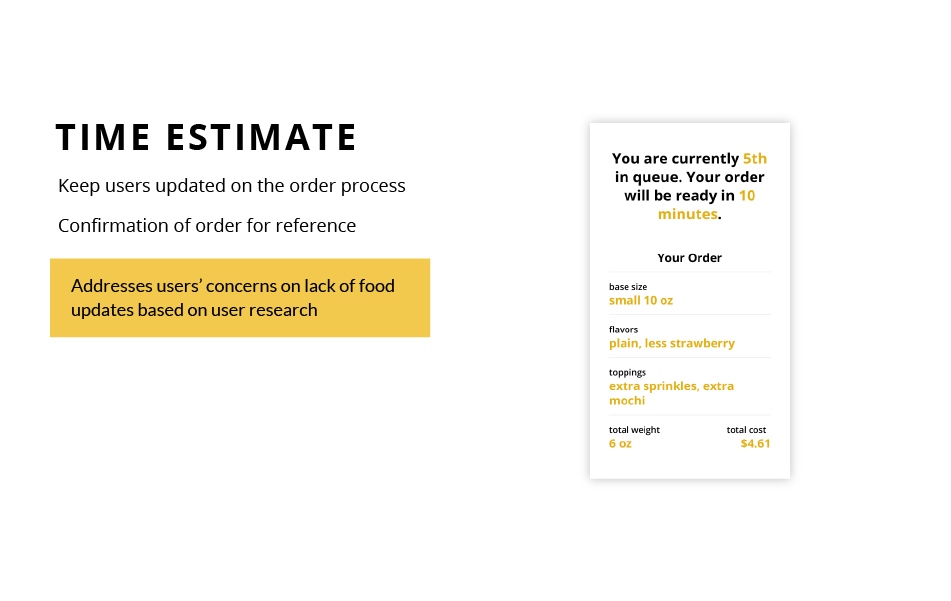 TIME ESTIMATE
Keep users updated on the order process
Confirmation of order for reference
Addresses users’ concerns on lack of food
updates based on user research
You are currently 5th
in queue. Your order
will be ready in 10
minutes.
Your Order
base size
small 10 oz
flavors
plain, less strawberry
toppings
extra sprinkles, extra
mochi
total weight total cost
6 oz $4.61